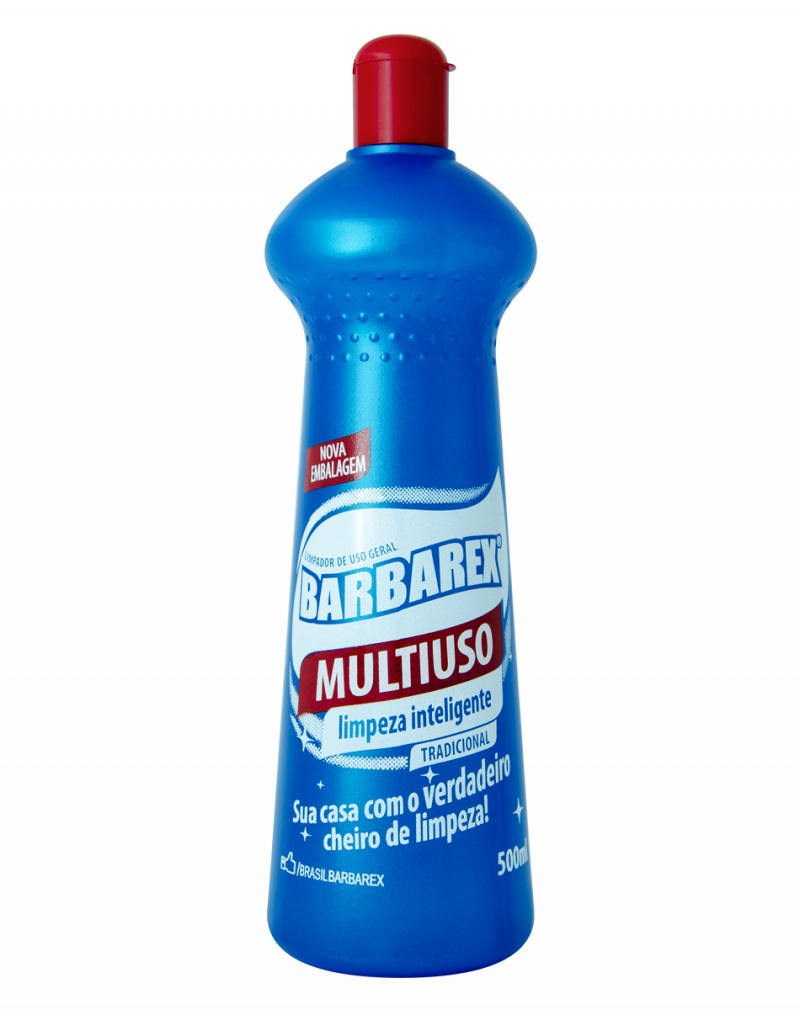 NOVA
EMBALAGEM
LIMPADOR DE USO GERAL
BARBAREX®
MULTIUSO
limpeza inteligente
TRADICIONAL
Sua casa com o verdadeiro
cheiro de limpeza!
/BRASILBARBAREX
500ml